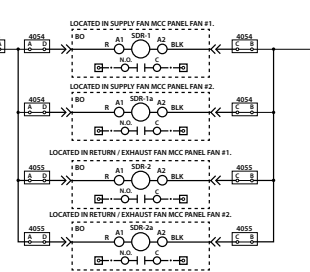 LOCATED IN SUPPLY FAN MCC PANEL FAN #1.
4054 BO SDR-1 4054
A D R A1 A2 BLK C B
N.O. C
LOCATED IN SUPPLY FAN MCC PANEL FAN #2.
4054 BO SDR-1a 4054
A D R A1 A2 BLK C B
N.O. C
LOCATED IN RETURN / EXHAUST FAN MCC PANEL FAN #1.
4055 BO SDR-2 4055
A D R A1 A2 BLK C B
N.O. C
LOCATED IN RETURN / EXHAUST FAN MCC PANEL FAN #2.
4055 BO SDR-2a 4055
A D R A1 A2 BLK C B
N.O. C